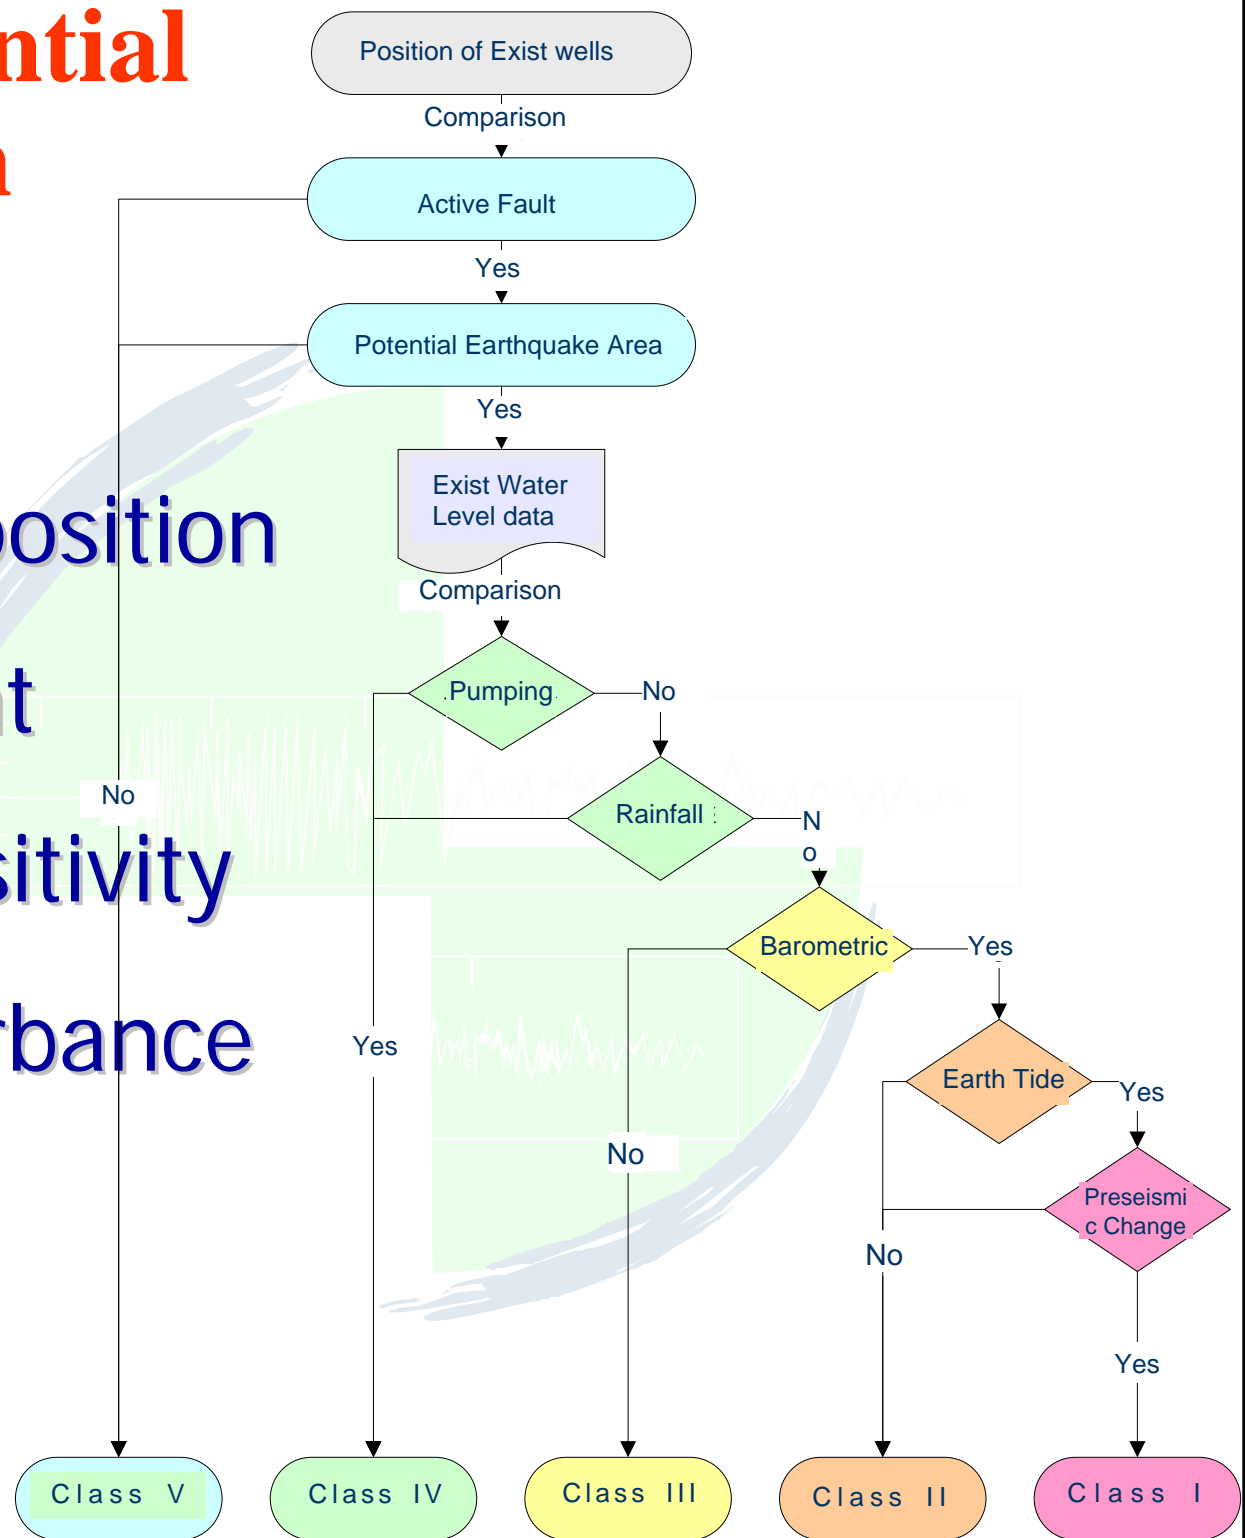 ntial
Position of Exist wells
Comparison
n
Active Fault
Yes
Potential Earthquake Area
Yes
Exist Water
Level data
position
Comparison
nt
Pumping
No
No
Rainfall
N
o
sitivity
Barometric
Yes
rbance
Yes
Earth Tide
Yes
No
Preseismi
c Change
No
Yes
Class V
Class IV
Class III
Class II
Class I